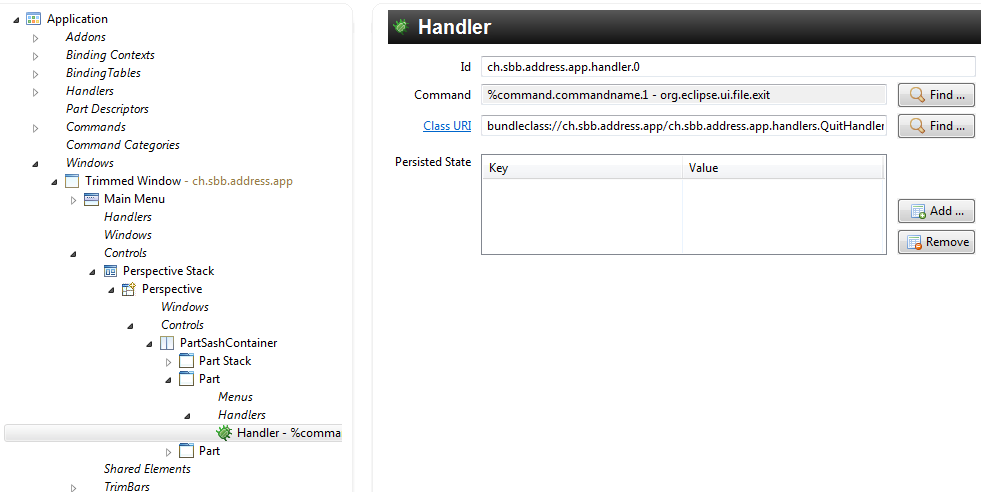 Application
Addons
Binding Contexts
BindingTables
Handlers
Part Descriptors
Commands
Command Categories
Windows
Trimmed Window - ch.sbb.address.app
Main Menu
Handlers
Windows
Controls
Perspective Stack
Perspective
Windows
Controls
PartSashContainer
Part Stack
Part
Menus
Handlers
Handler - %comma
Part
Shared Elements
TrimBars
Handler
Id ch.sbb.address.app.handler.0
Command %command.commandname.1 - org.eclipse.ui.file.exit Find ...
Class URI bundleclass://ch.sbb.address.app/ch.sbb.address.app.handlers.QuitHandler Find ...
Persisted State Key Value
Add ...
Remove